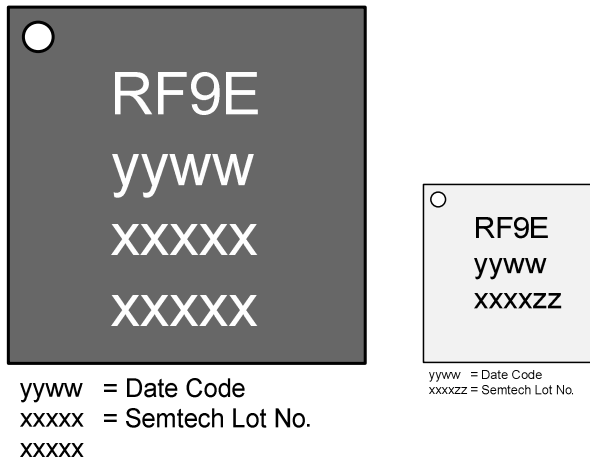 RF9E
yyww
xxxxx
xxxxx
yyww = Date Code
xxxxx = Semtech Lot No.
xxxxx
RF9E
yyww
xxxxzz
yyww = Date Code
xxxxzz = Semtech Lot No.